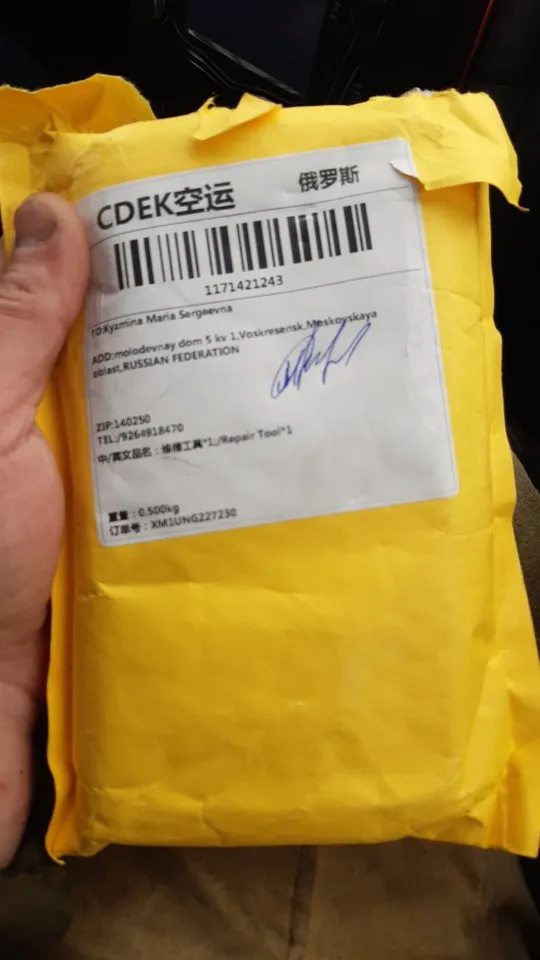 CDEK空运 俄罗斯
1171421243
TO:Kyzmina Maria Sergeevna
ADD:molodevnay dom 5 kv 1,Voskresensk,Moskovskaya
oblast,RUSSIAN FEDERATION
ZIP:140250
TEL:/9264918470
中/英文品名：维修工具*1;/Repair Tool*1
重量：0.500kg
订单号：XM1UNG227230